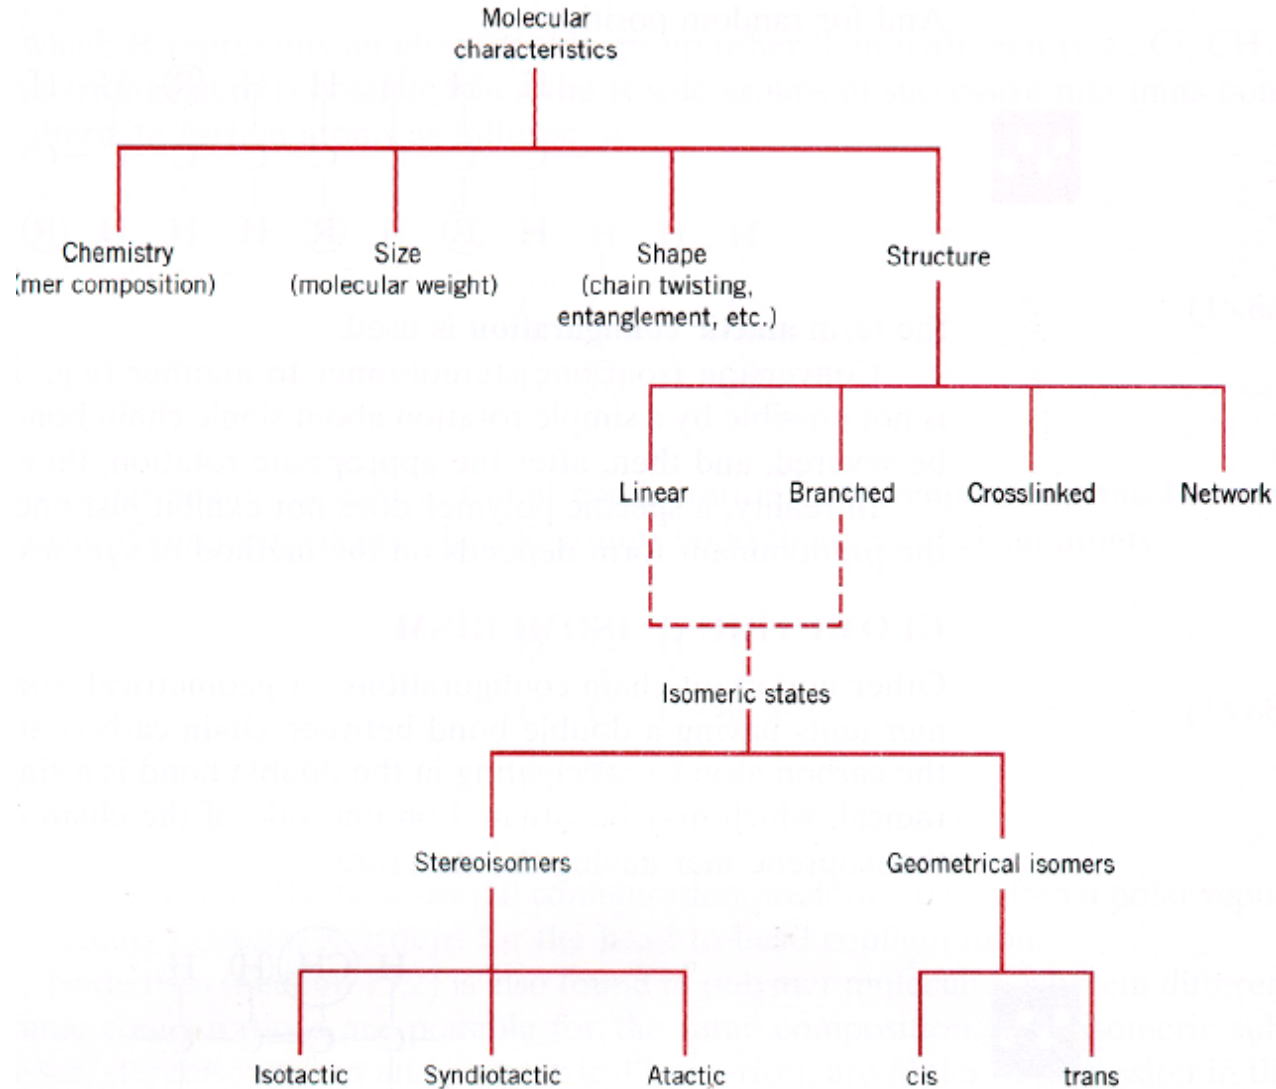 Molecular
characteristics
Chemistry
(mer composition)
Size
(molecular weight)
Shape
(chain twisting,
entanglement, etc.)
Structure
Linear
Branched
Crosslinked
Network
Isomeric states
Stereoisomers
Geometrical isomers
Isotactic
Syndiotactic
Atactic
cis
trans